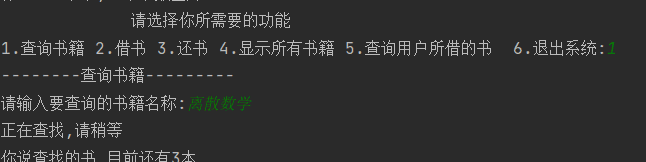 请选择你所需要的功能
1.查询书籍 2.借书 3.还书 4.显示所有书籍 5.查询用户所借的书  6.退出系统:1
--------查询书籍---------
请输入要查询的书籍名称:离散数学
正在查找,请稍等
你说查找的书,目前还有3本